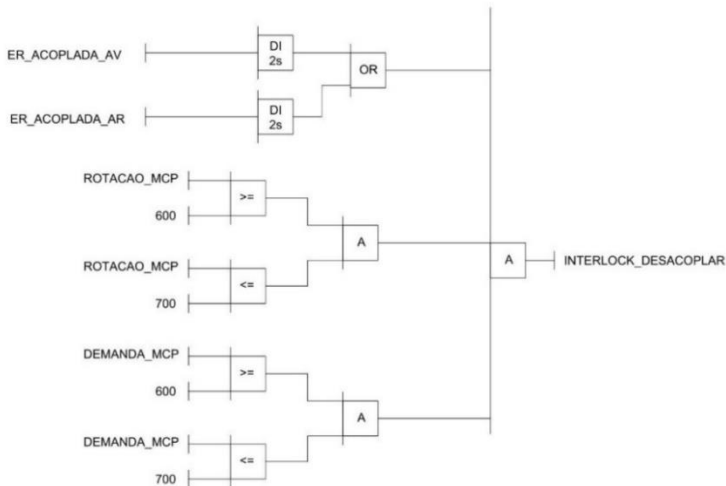 ER_ACOPLADA_AV
DI
2s
OR
ER_ACOPLADA_AR
DI
2s
ROTACAO_MCP
>=
600
A
ROTACAO_MCP
<=
700
A
INTERLOCK_DESACOPLAR
DEMANDA_MCP
>=
600
A
DEMANDA_MCP
<=
700